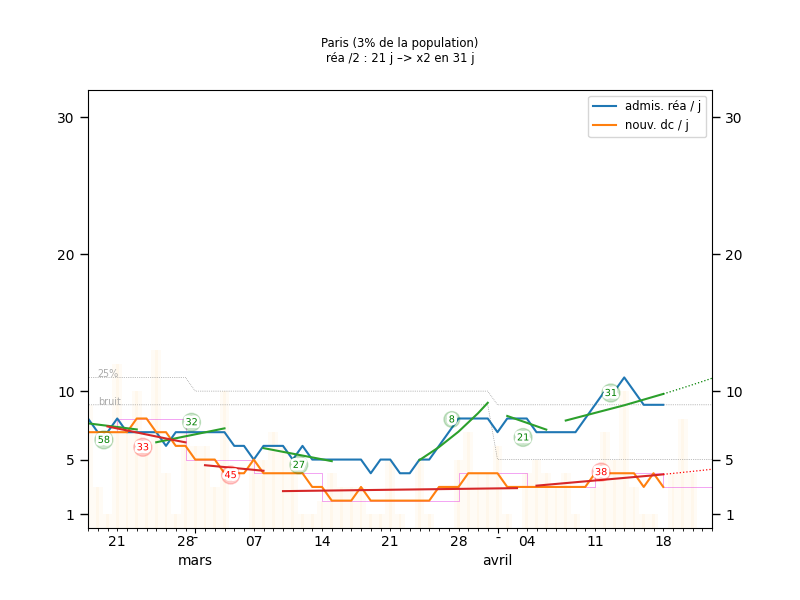 Paris (3% de la population)
réa /2 : 21 j –> x2 en 31 j
admis. réa / j
nouv. dc / j
30 30
20 20
25%
10 bruit 10
58 33 32 45 27 8 21 31 38
5 5
1 1
21 28 07 14 21 28 04 11 18
mars avril